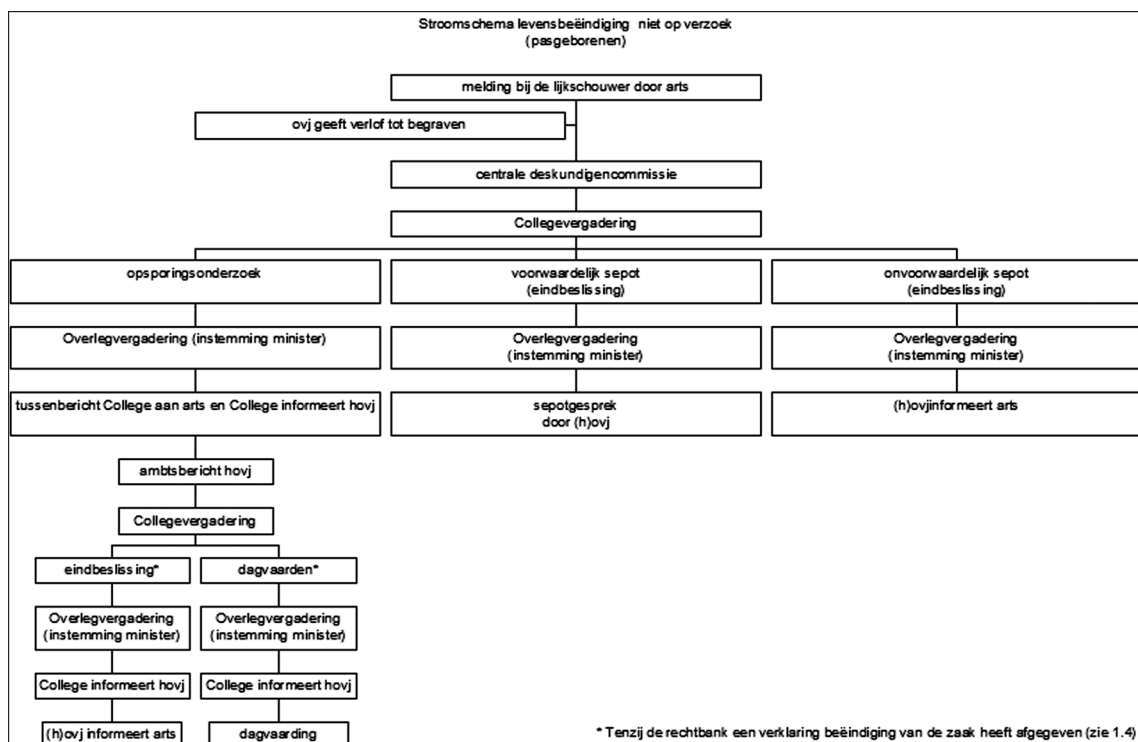 Stroomschema levensbeëindiging niet op verzoek
(pasgeborenen)
melding bij de lijkschouwer door arts
ovj geeft verlof tot begraven
centrale deskundigencommissie
Collegevergadering
opsporingsonderzoek
voorwaardelijk sepot
(eindbeslissing)
onvoorwaardelijk sepot
(eindbeslissing)
Overlegvergadering (instemming minister)
Overlegvergadering
(instemming minister)
Overlegvergadering
(instemming minister)
tussenbericht College aan arts en College informeert hovj
sepotgesprek
door (h)ovj
(h)ovjinformeert arts
ambtsbericht hovj
Collegevergadering
eindbeslissing*
dagvaarden*
Overlegvergadering
(instemming minister)
Overlegvergadering
(instemming minister)
College informeert hovj
College informeert hovj
(h)ovj informeert arts
dagvaarding
* Tenzij de rechtbank een verklaring beëindiging van de zaak heeft afgegeven (zie 1.4)